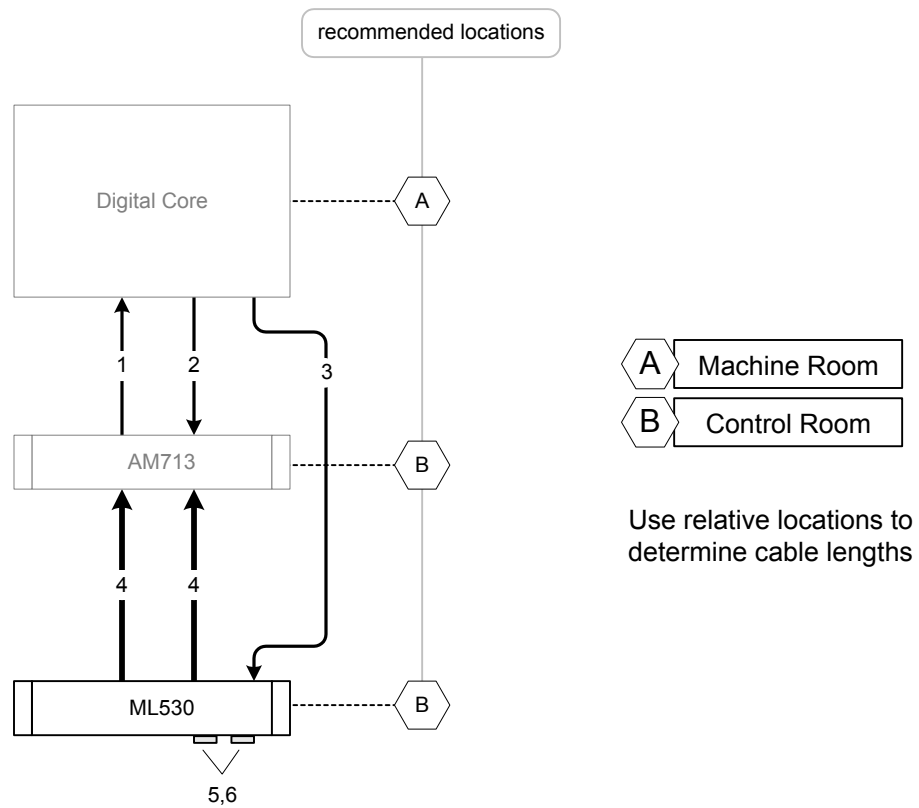 recommended locations
Digital Core
A
1
2
3
A
Machine Room
B
Control Room
AM713
B
Use relative locations to
determine cable lengths
4
4
ML530
B
5,6